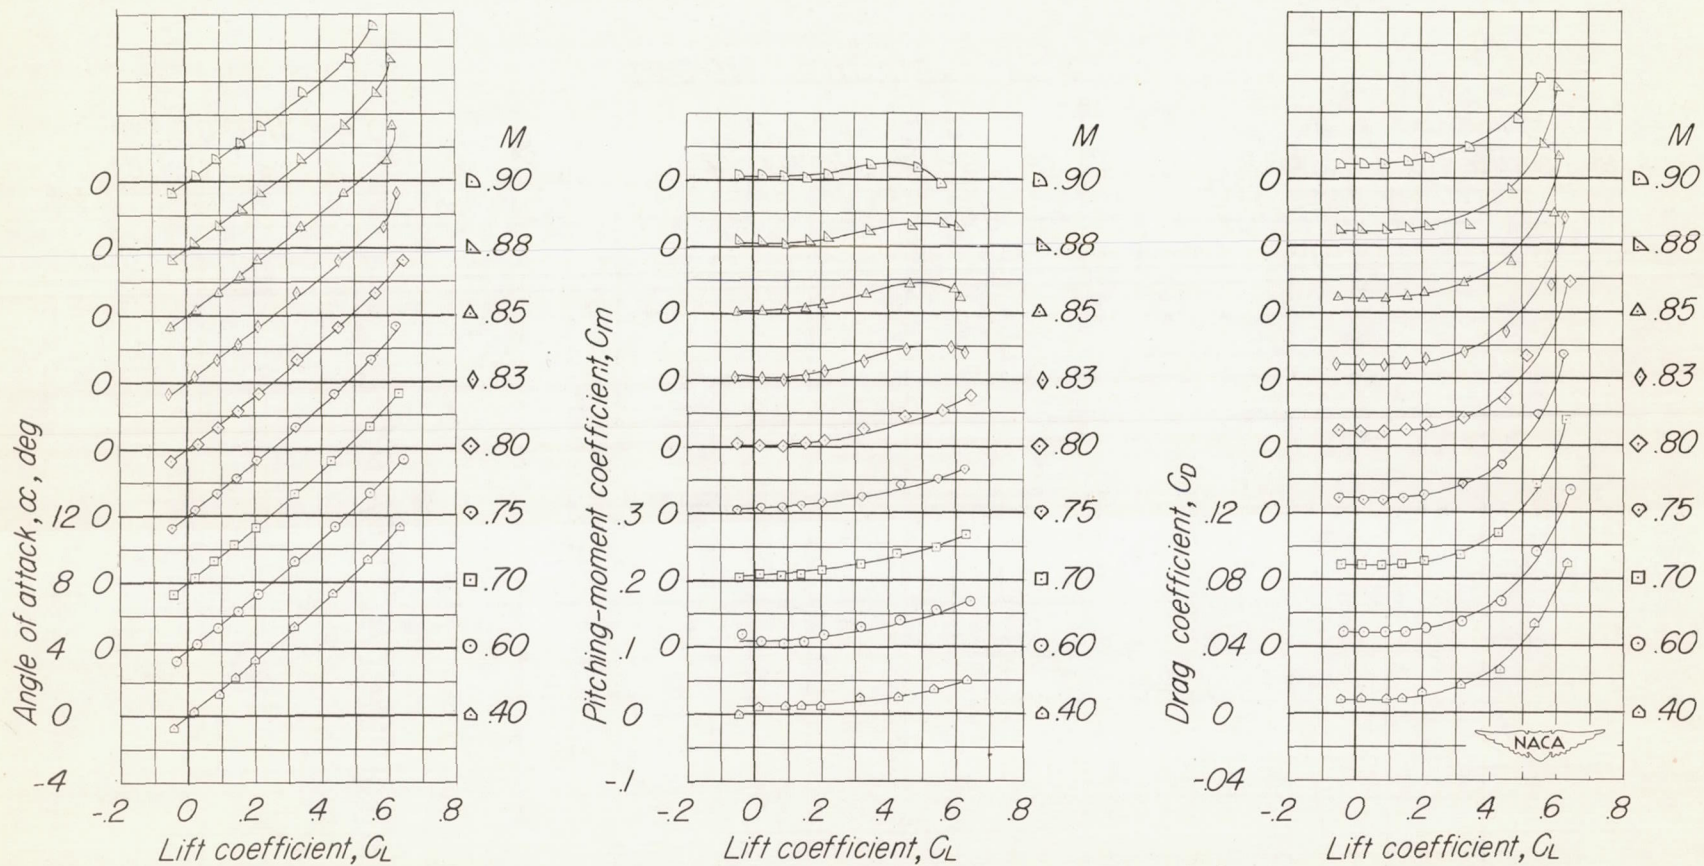 M
0 .90
0 .88
0 .85
0 .83
0 .80
12 0 .75
8 0 .70
4 0 .60
0 .40
-4
-.2 0 .2 .4 .6 .8
Angle of attack, α, deg
Lift coefficient, CL
M
0 .90
0 .88
0 .85
0 .83
0 .80
.3 0 .75
.2 0 .70
.1 0 .60
0 .40
-.1
-.2 0 .2 .4 .6 .8
Pitching-moment coefficient, Cm
Lift coefficient, CL
M
0 .90
0 .88
0 .85
0 .83
0 .80
.12 0 .75
.08 0 .70
.04 0 .60
0 .40
-.04
-.2 0 .2 .4 .6 .8
Drag coefficient, CD
Lift coefficient, CL
NACA